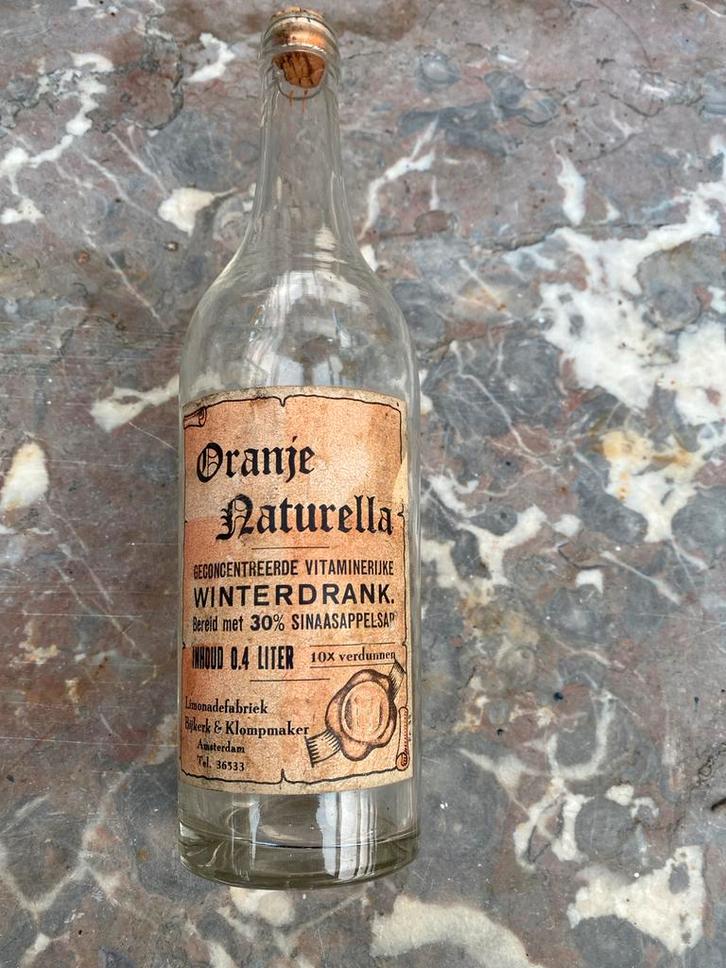 Oranje
Naturella
GECONCENTREERDE VITAMINERIJKE
WINTERDRANK.
Bereid met 30% SINAASAPPELSAP
INHOUD 0.4 LITER 10X verdunnen
Limonadefabriek
Bijkerk & Klompmaker
Amsterdam
Tel. 36533